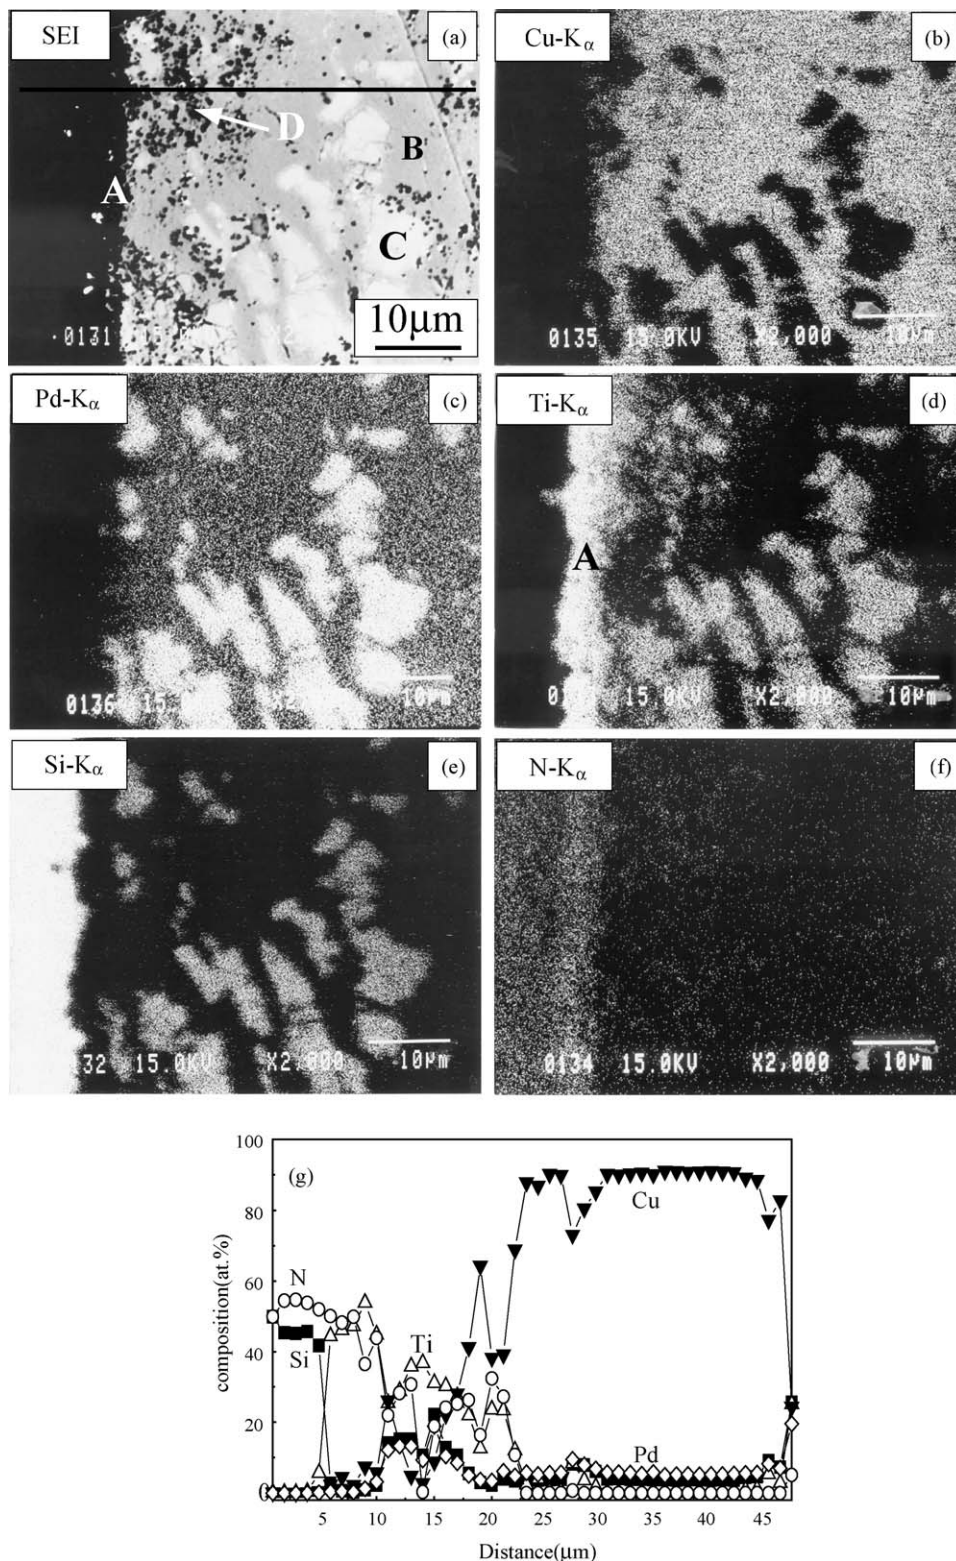 SEI
(a)
D
B
A
C
10μm
0131
Cu-Kα
(b)
0135 15.0KV X2,000 10μm
Pd-Kα
(c)
0136 15. 10μm
Ti-Kα
(d)
A
15.0KV X2,000 10μm
Si-Kα
(e)
132 15.0KV X2,000 10μm
N-Kα
(f)
0134 15.0KV X2,000 10μm
100
80
60
40
20
0
composition(at.%)
(g)
N
Si
Ti
Cu
Pd
5 10 15 20 25 30 35 40 45
Distance(μm)